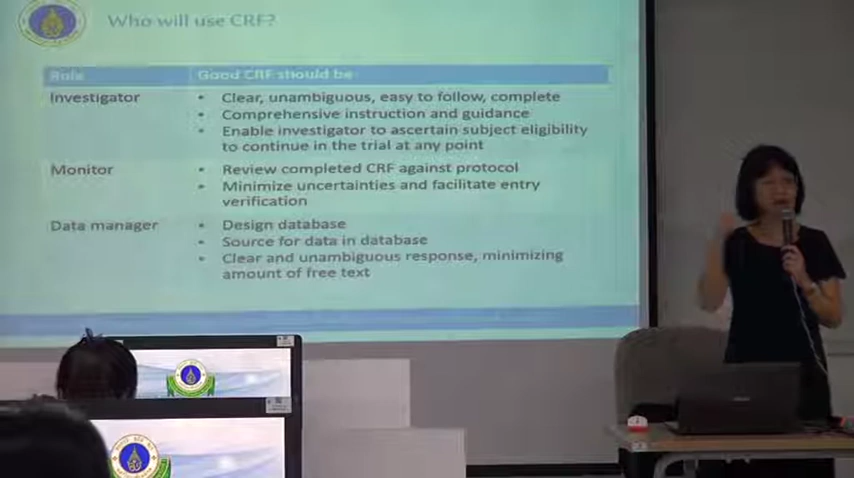 Who will use CRF?
Role Good CRF should be
Investigator • Clear, unambiguous, easy to follow, complete
• Comprehensive instruction and guidance
• Enable investigator to ascertain subject eligibility
to continue in the trial at any point
Monitor • Review completed CRF against protocol
• Minimize uncertainties and facilitate entry
verification
Data manager • Design database
• Source for data in database
• Clear and unambiguous response, minimizing
amount of free text